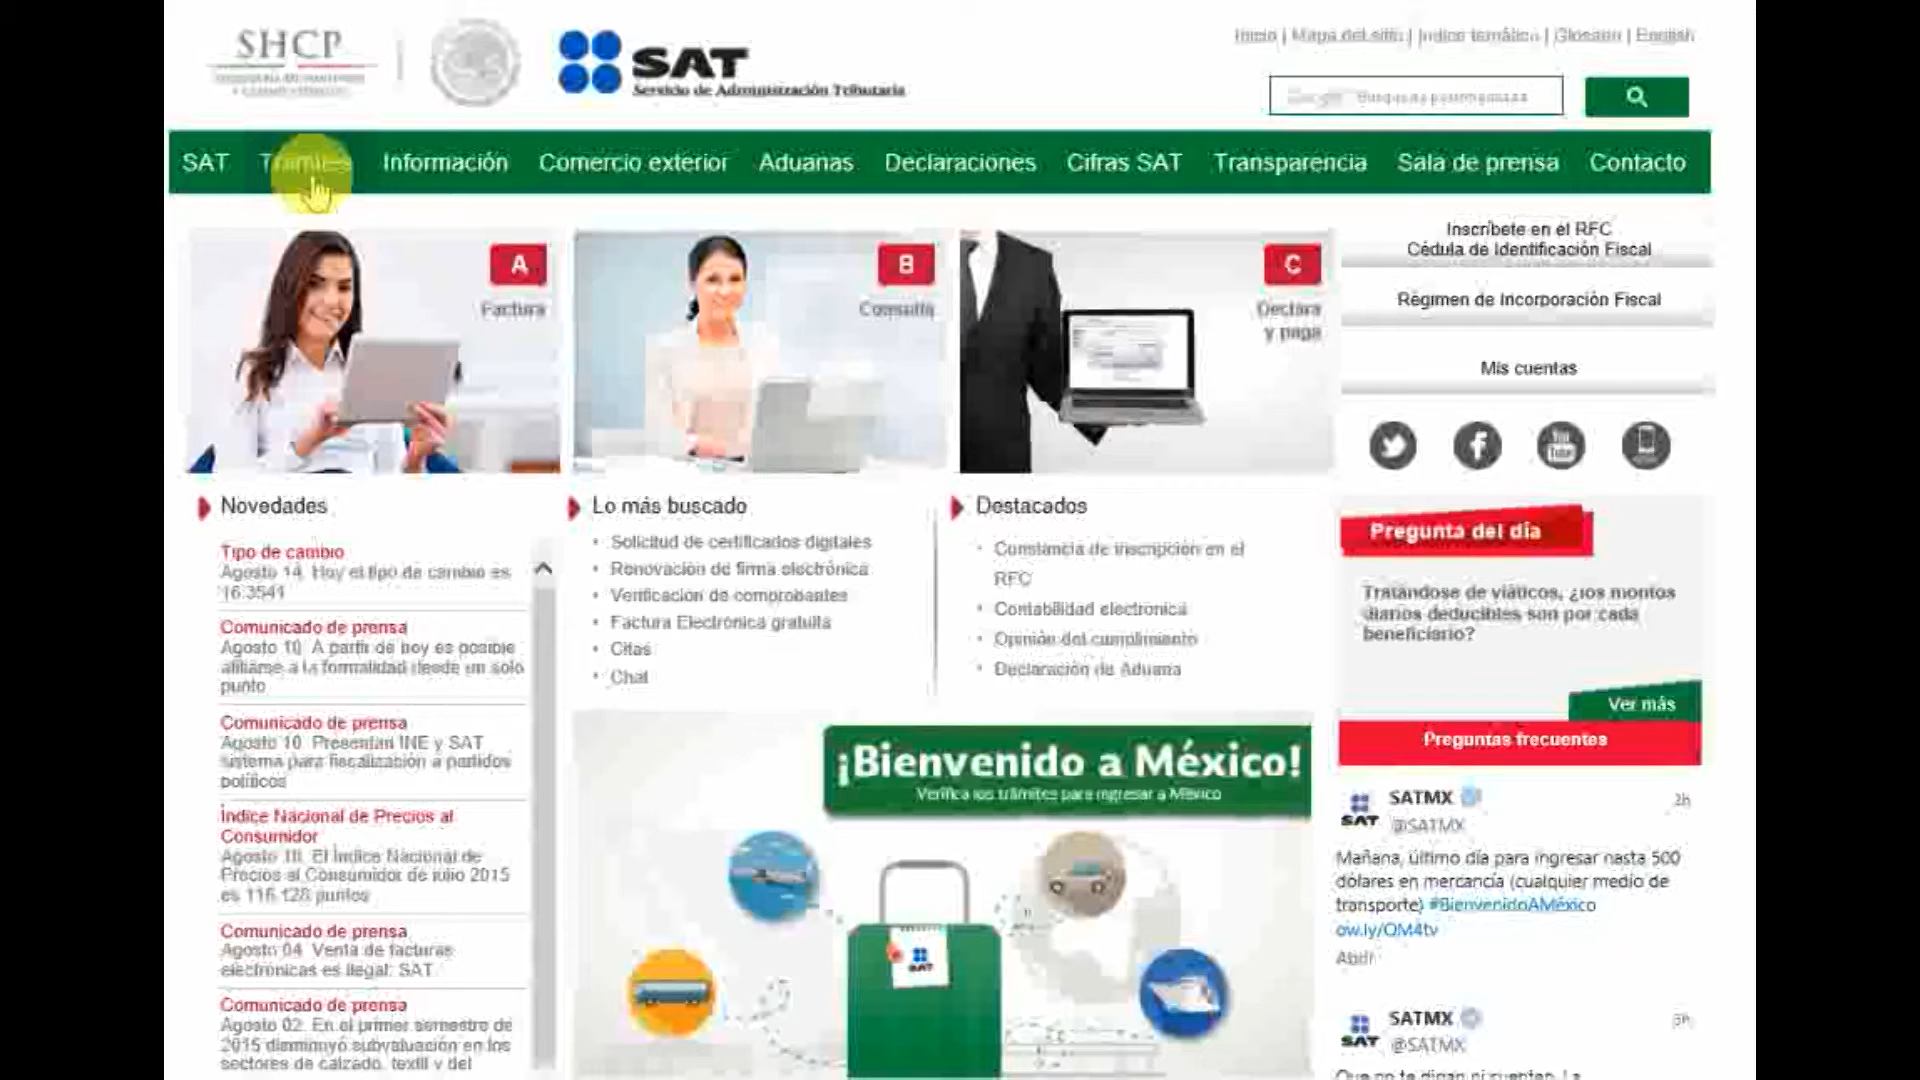 SHCP
SAT
Servicio de Administración Tributaria
Inicio | Mapa del sitio | Índice temático | Glosario | English
SAT Trámites Información Comercio exterior Aduanas Declaraciones Cifras SAT Transparencia Sala de prensa Contacto
A
Factura
B
Consulta
C
Declara
y paga
Inscríbete en el RFC
Cédula de Identificación Fiscal
Régimen de Incorporación Fiscal
Mis cuentas
You
Tube
Novedades
Tipo de cambio
Agosto 14. Hoy el tipo de cambio es
16.3541
Comunicado de prensa
Agosto 10. A partir de hoy es posible
afiliarse a la formalidad desde un solo
punto
Comunicado de prensa
Agosto 10. Presentan INE y SAT
sistema para fiscalización a partidos
políticos
Índice Nacional de Precios al
Consumidor
Agosto 10. El Índice Nacional de
Precios al Consumidor de julio 2015
es 116.128 puntos
Comunicado de prensa
Agosto 04. Venta de facturas
electrónicas es ilegal: SAT
Comunicado de prensa
Agosto 02. En el primer semestre de
2015 disminuyó subvaluación en los
sectores de calzado, textil y del
Lo más buscado
Solicitud de certificados digitales
Renovación de firma electrónica
Verificación de comprobantes
Factura Electrónica gratuita
Citas
Chat
Destacados
Constancia de inscripción en el
RFC
Contabilidad electrónica
Opinión del cumplimiento
Declaración de Aduana
¡Bienvenido a México!
Verifica los trámites para ingresar a México
SAT
Pregunta del día
Tratándose de viáticos, ¿los montos
diarios deducibles son por cada
beneficiario?
Ver más
Preguntas frecuentes
SAT
SATMX 2h
@SATMX
Mañana, último día para ingresar hasta 500
dólares en mercancía (cualquier medio de
transporte) #BienvenidoAMéxico
ow.ly/QM4tv
Abrir
SAT
SATMX
@SATMX